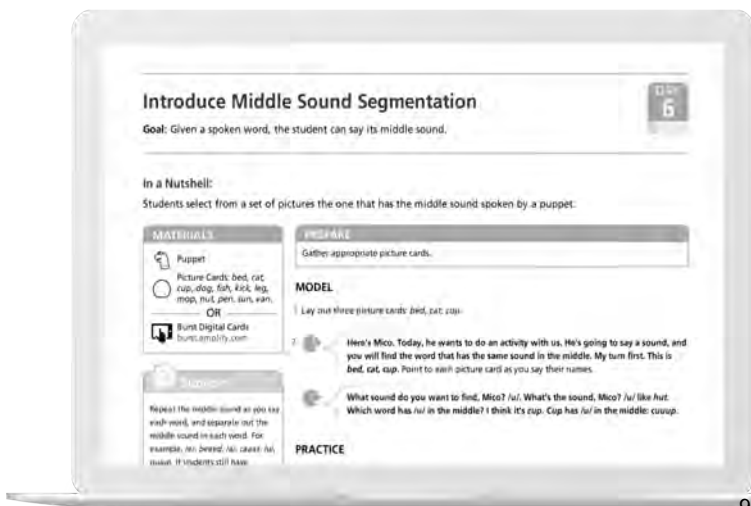 Introduce Middle Sound Segmentation
DAY
6
Goal: Given a spoken word, the student can say its middle sound.
In a Nutshell:
Students select from a set of pictures the one that has the middle sound spoken by a puppet.
MATERIALS
Puppet
Picture Cards: bed, cat,
cup, dog, fish, kick, leg,
mop, nut, pen, sun, van.
OR
Burst Digital Cards
burst.amplify.com
Repeat the middle sound as you say
each word, and separate out the
middle sound in each word. For
students still have
PREPARE
Gather appropriate picture cards.
MODEL
1 Lay out three picture cards: bed, cat, cup.
2 Here's Mico. Today, he wants to do an activity with us. He's going to say a sound, and
you will find the word that has the same sound in the middle. My turn first. This is
bed, cat, cup. Point to each picture card as you say their names.
What sound do you want to find, Mico? /u/. What's the sound, Mico? /u/ like hut.
Which word has /u/ in the middle? I think it's cup. Cup has /u/ in the middle: cuuup.
PRACTICE